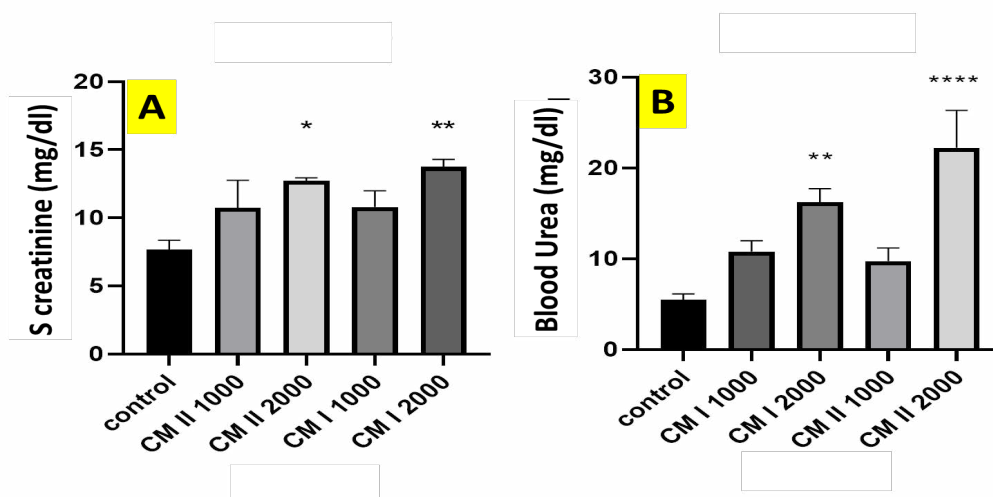 A
S creatinine (mg/dl)
20
15
10
5
0
*
**
control
CM II 1000
CM II 2000
CM I 1000
CM I 2000
B
Blood Urea (mg/dl)
30
20
10
0
**
****
control
CM I 1000
CM I 2000
CM II 1000
CM II 2000